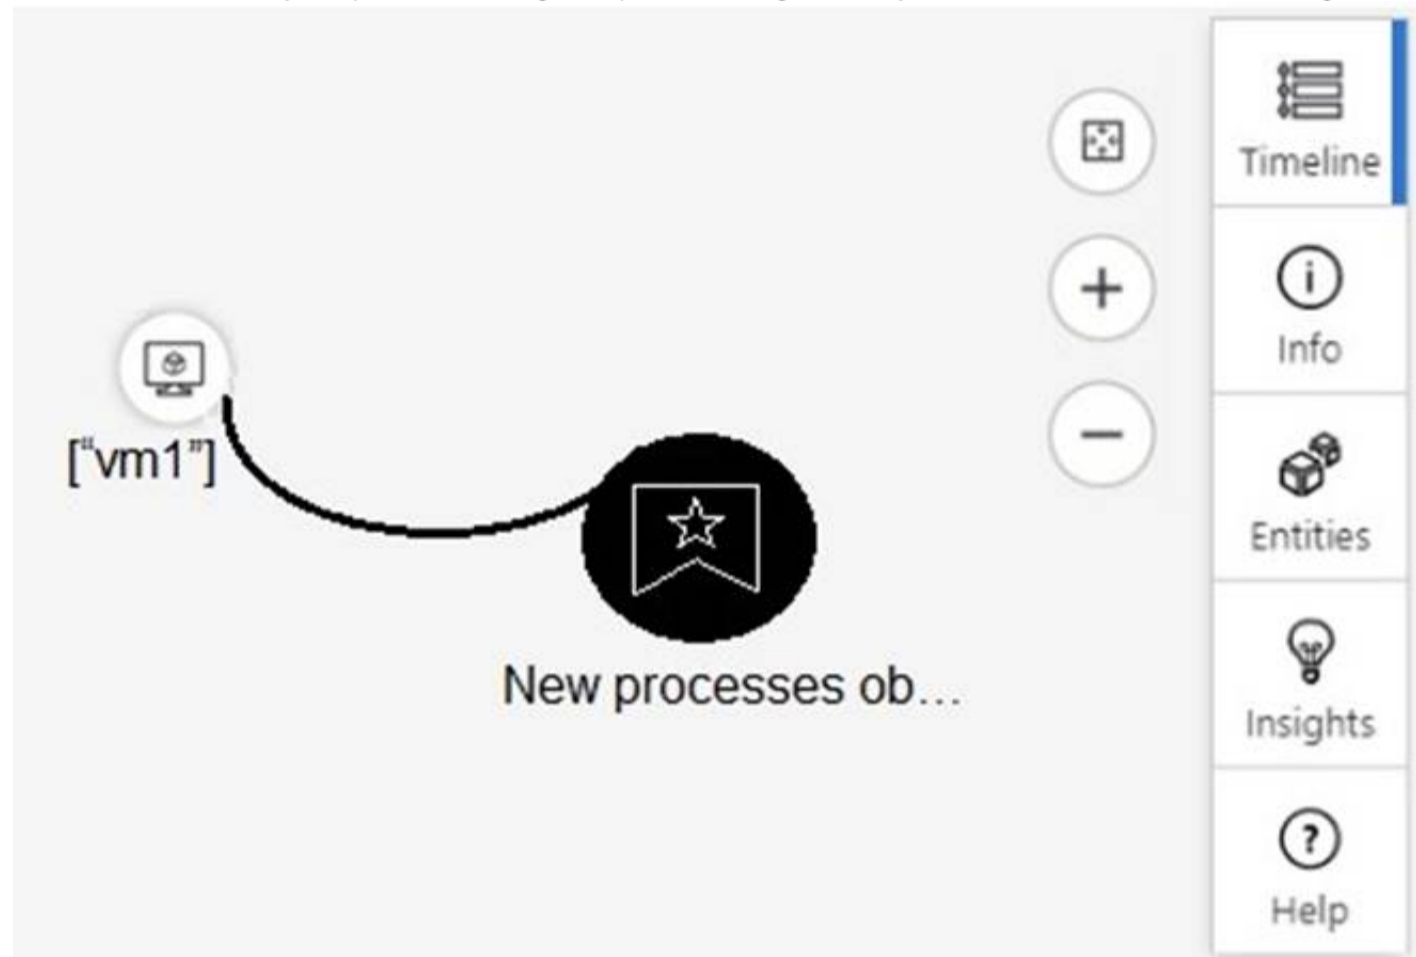 Timeline
Info
["vm1"]
Entities
New processes ob...
Insights
Help